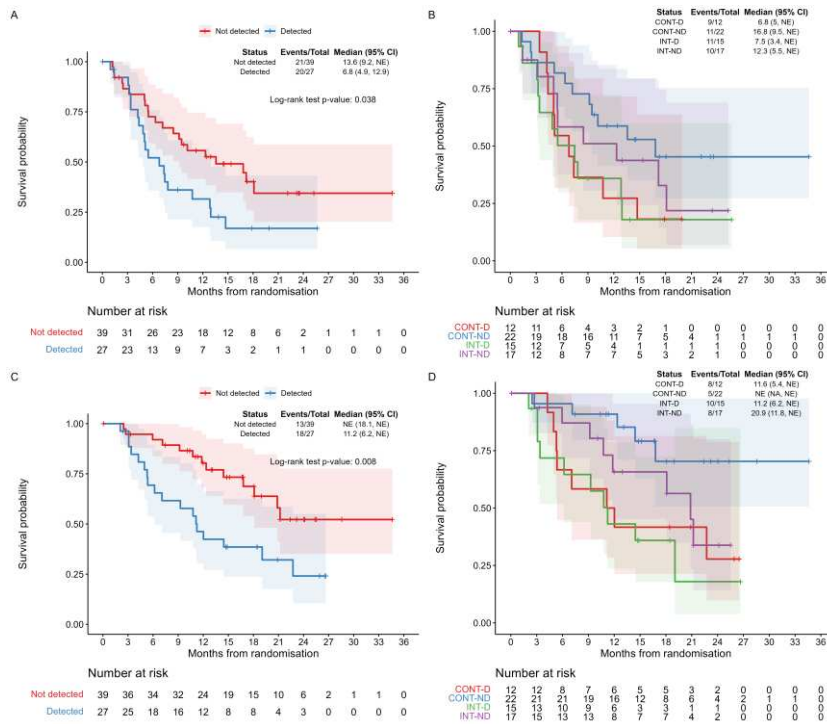 A
Not detected Detected
Status Events/Total Median (95% CI)
Not detected 21/39 13.6 (9.2, NE)
Detected 20/27 6.8 (4.9, 12.9)
Log-rank test p-value: 0.038
Survival probability
1.00
0.75
0.50
0.25
0.00
0 3 6 9 12 15 18 21 24 27 30 33 36
Months from randomisation
Number at risk
Not detected 39 31 26 23 18 12 8 6 2 1 1 1 0
Detected 27 23 13 9 7 3 2 1 1 0 0 0 0
B
Status Events/Total Median (95% CI)
CONT-D 9/12 6.8 (5, NE)
CONT-ND 11/22 16.8 (9.5, NE)
INT-D 11/15 7.5 (3.4, NE)
INT-ND 10/17 12.3 (5.5, NE)
Survival probability
1.00
0.75
0.50
0.25
0.00
0 3 6 9 12 15 18 21 24 27 30 33 36
Months from randomisation
Number at risk
CONT-D 12 11 6 4 3 2 1 0 0 0 0 0 0
CONT-ND 22 19 18 16 11 7 5 4 1 1 1 1 0
INT-D 15 12 7 5 4 1 1 1 1 0 0 0 0
INT-ND 17 12 8 7 7 5 3 2 1 0 0 0 0
C
Not detected Detected
Status Events/Total Median (95% CI)
Not detected 13/39 NE (18.1, NE)
Detected 18/27 11.2 (6.2, NE)
Log-rank test p-value: 0.008
Survival probability
1.00
0.75
0.50
0.25
0.00
0 3 6 9 12 15 18 21 24 27 30 33 36
Months from randomisation
Number at risk
Not detected 39 36 34 32 24 19 15 10 6 2 1 1 0
Detected 27 25 18 16 12 8 8 4 3 0 0 0 0
D
Status Events/Total Median (95% CI)
CONT-D 8/12 11.6 (5.4, NE)
CONT-ND 5/22 NE (NA, NE)
INT-D 10/15 11.2 (6.2, NE)
INT-ND 8/17 20.9 (11.8, NE)
Survival probability
1.00
0.75
0.50
0.25
0.00
0 3 6 9 12 15 18 21 24 27 30 33 36
Months from randomisation
Number at risk
CONT-D 12 12 8 7 6 5 5 3 2 0 0 0 0
CONT-ND 22 21 21 19 16 12 8 6 4 2 1 1 0
INT-D 15 13 10 9 6 3 3 1 1 0 0 0 0
INT-ND 17 15 13 13 8 7 7 4 2 0 0 0 0